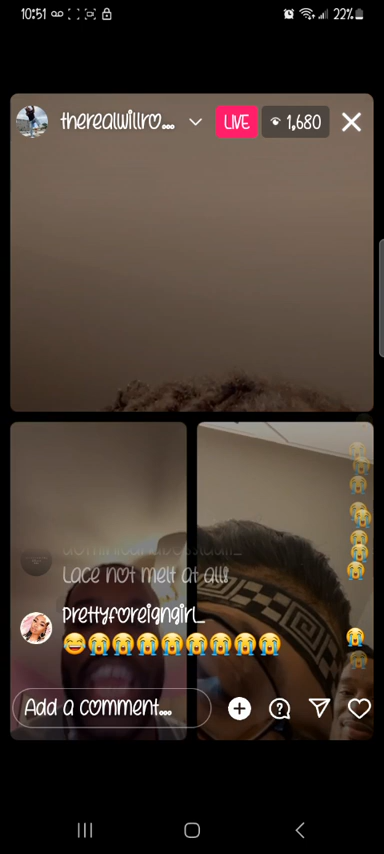 10:51
22%
therealwillro...
LIVE
1,680
Lace not melt at all!
prettyforeigngirl_
Add a comment...